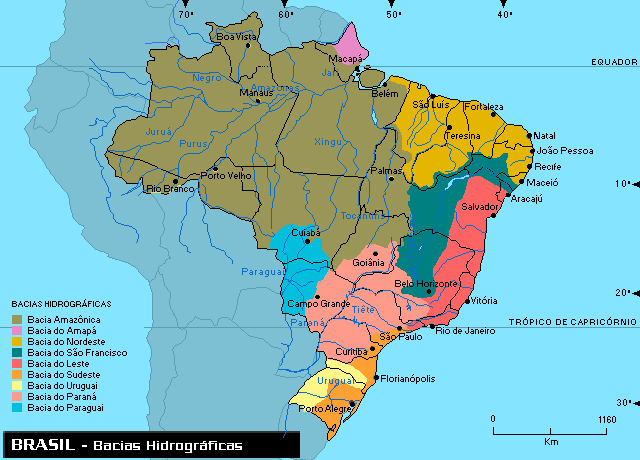 70° 60° 50° 40°
Boa Vista
Macapá
EQUADOR
Negro
Amazonas
Jari
Manaus
Belém
São Luís
Fortaleza
Juruá
Purus
Xingu
Teresina
Natal
João Pessoa
Recife
Porto Velho
Palmas
Rio Branco
Maceió
10°
Aracajú
Tocantins
Salvador
Cuiabá
Goiânia
Paraguai
Belo Horizonte
20°
BACIAS HIDROGRÁFICAS
Campo Grande
Vitória
Bacia Amazônica
Tietê
Bacia do Amapá
Paraná
TRÓPICO DE CAPRICÓRNIO
Bacia do Nordeste
São Paulo
Rio de Janeiro
Bacia do São Francisco
Curitiba
Bacia do Leste
Bacia do Sudeste
Uruguai
Florianópolis
Bacia do Uruguai
Bacia do Paraná
Bacia do Paraguai
Porto Alegre
30°
0 1160
Km
BRASIL - Bacias Hidrográficas